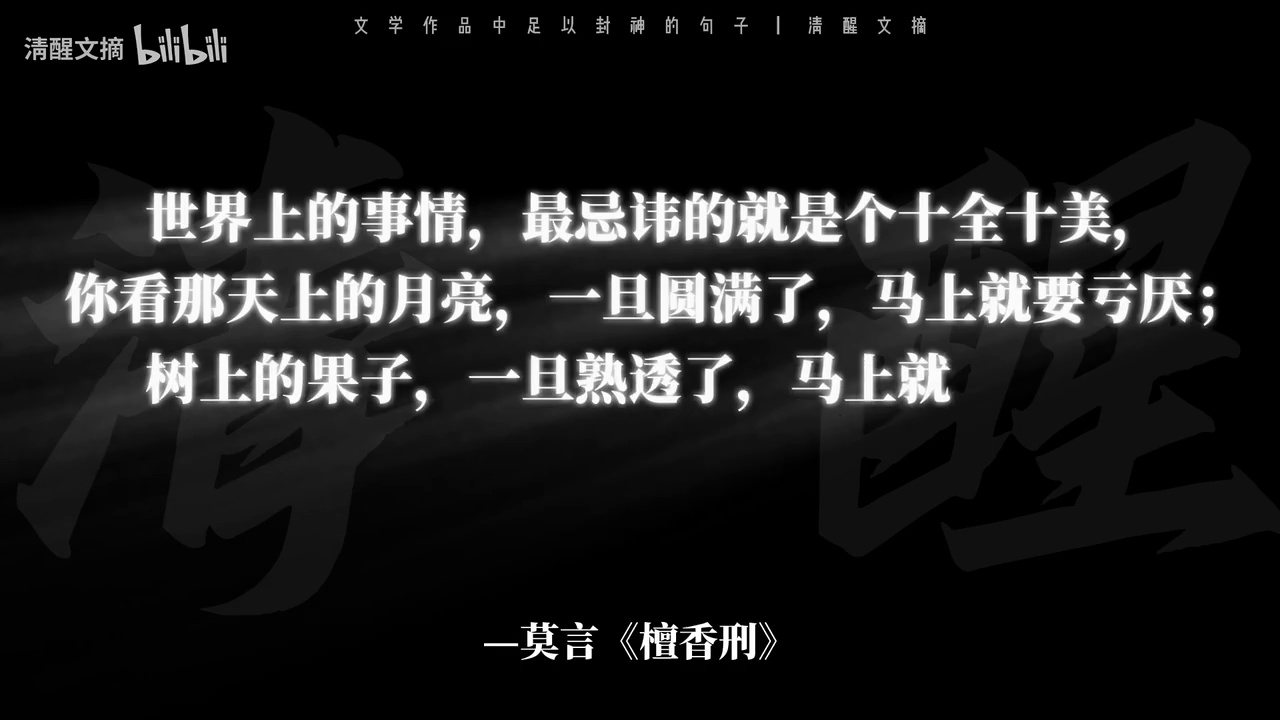 文学作品中足以封神的句子 | 清醒文摘
清醒文摘 bilibili
清醒
世界上的事情，最忌讳的就是个十全十美，
你看那天上的月亮，一旦圆满了，马上就要亏厌；
树上的果子，一旦熟透了，马上就
—莫言《檀香刑》